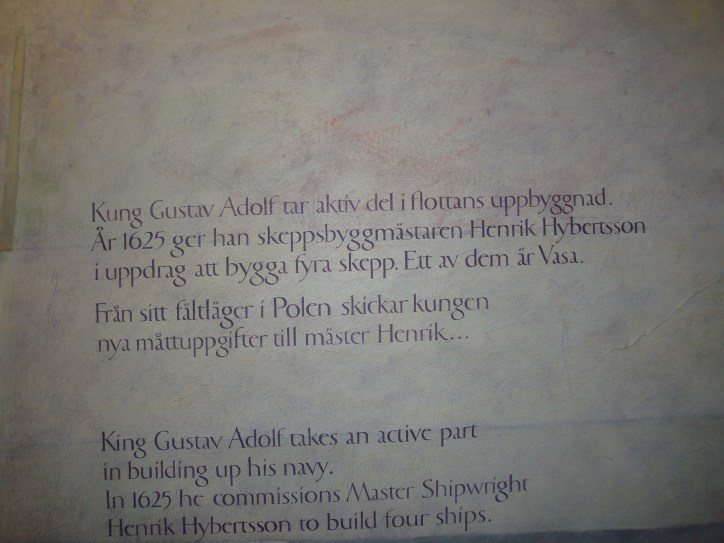 Kung Gustav Adolf tar aktiv del i flottans uppbyggnad.
År 1625 ger han skeppsbyggmästaren Henrik Hybertsson
i uppdrag att bygga fyra skepp. Ett av dem är Vasa.
Från sitt fältläger i Polen skickar kungen
nya måttuppgifter till mäster Henrik...
King Gustav Adolf takes an active part
in building up his navy.
In 1625 he commissions Master Shipwright
Henrik Hybertsson to build four ships.